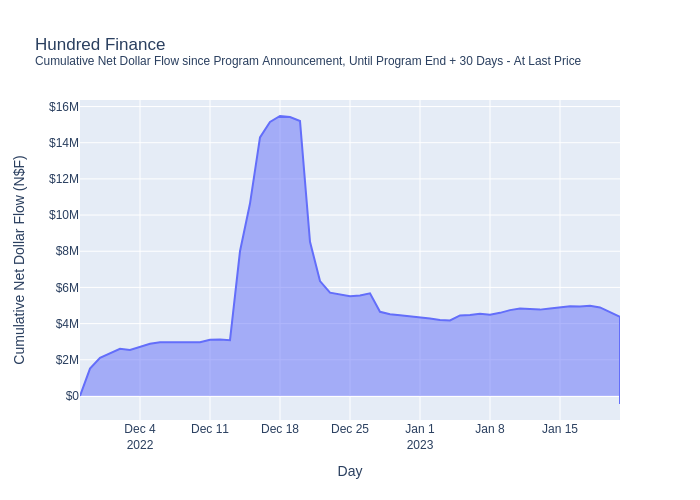 Hundred Finance
Cumulative Net Dollar Flow since Program Announcement, Until Program End + 30 Days - At Last Price
Cumulative Net Dollar Flow (N$F)
$16M
$14M
$12M
$10M
$8M
$6M
$4M
$2M
$0
Dec 4
2022
Dec 11
Dec 18
Dec 25
Jan 1
2023
Jan 8
Jan 15
Day